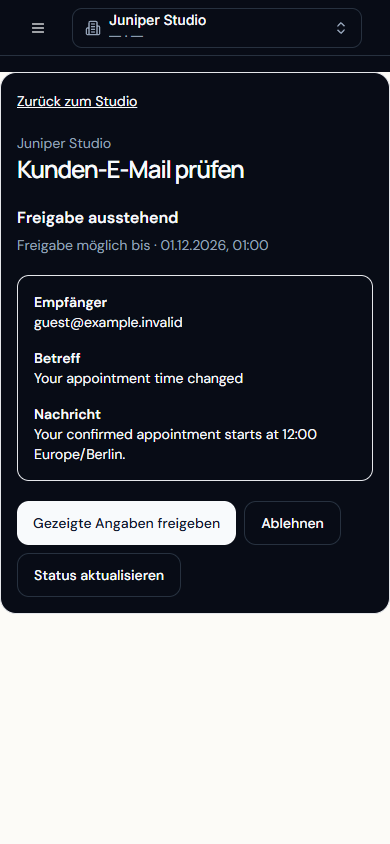 Juniper Studio
— · —
Zurück zum Studio
Juniper Studio
Kunden-E-Mail prüfen
Freigabe ausstehend
Freigabe möglich bis · 01.12.2026, 01:00
Empfänger
guest@example.invalid
Betreff
Your appointment time changed
Nachricht
Your confirmed appointment starts at 12:00
Europe/Berlin.
Gezeigte Angaben freigeben
Ablehnen
Status aktualisieren